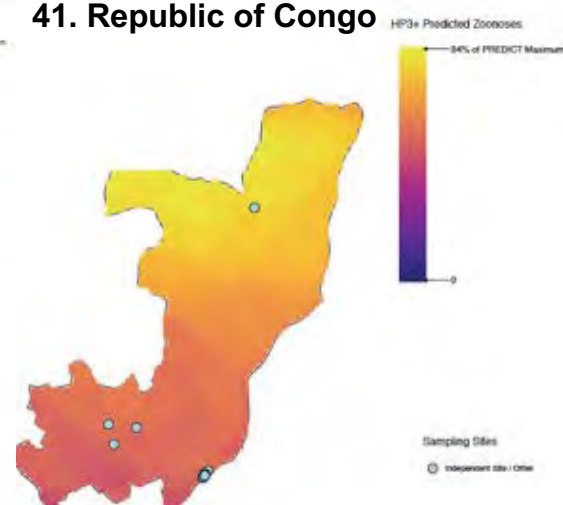 41. Republic of Congo
HP3+ Predicted Zoonoses
84% of PREDICT Maximum
0
Sampling Sites
Independent Site / Other